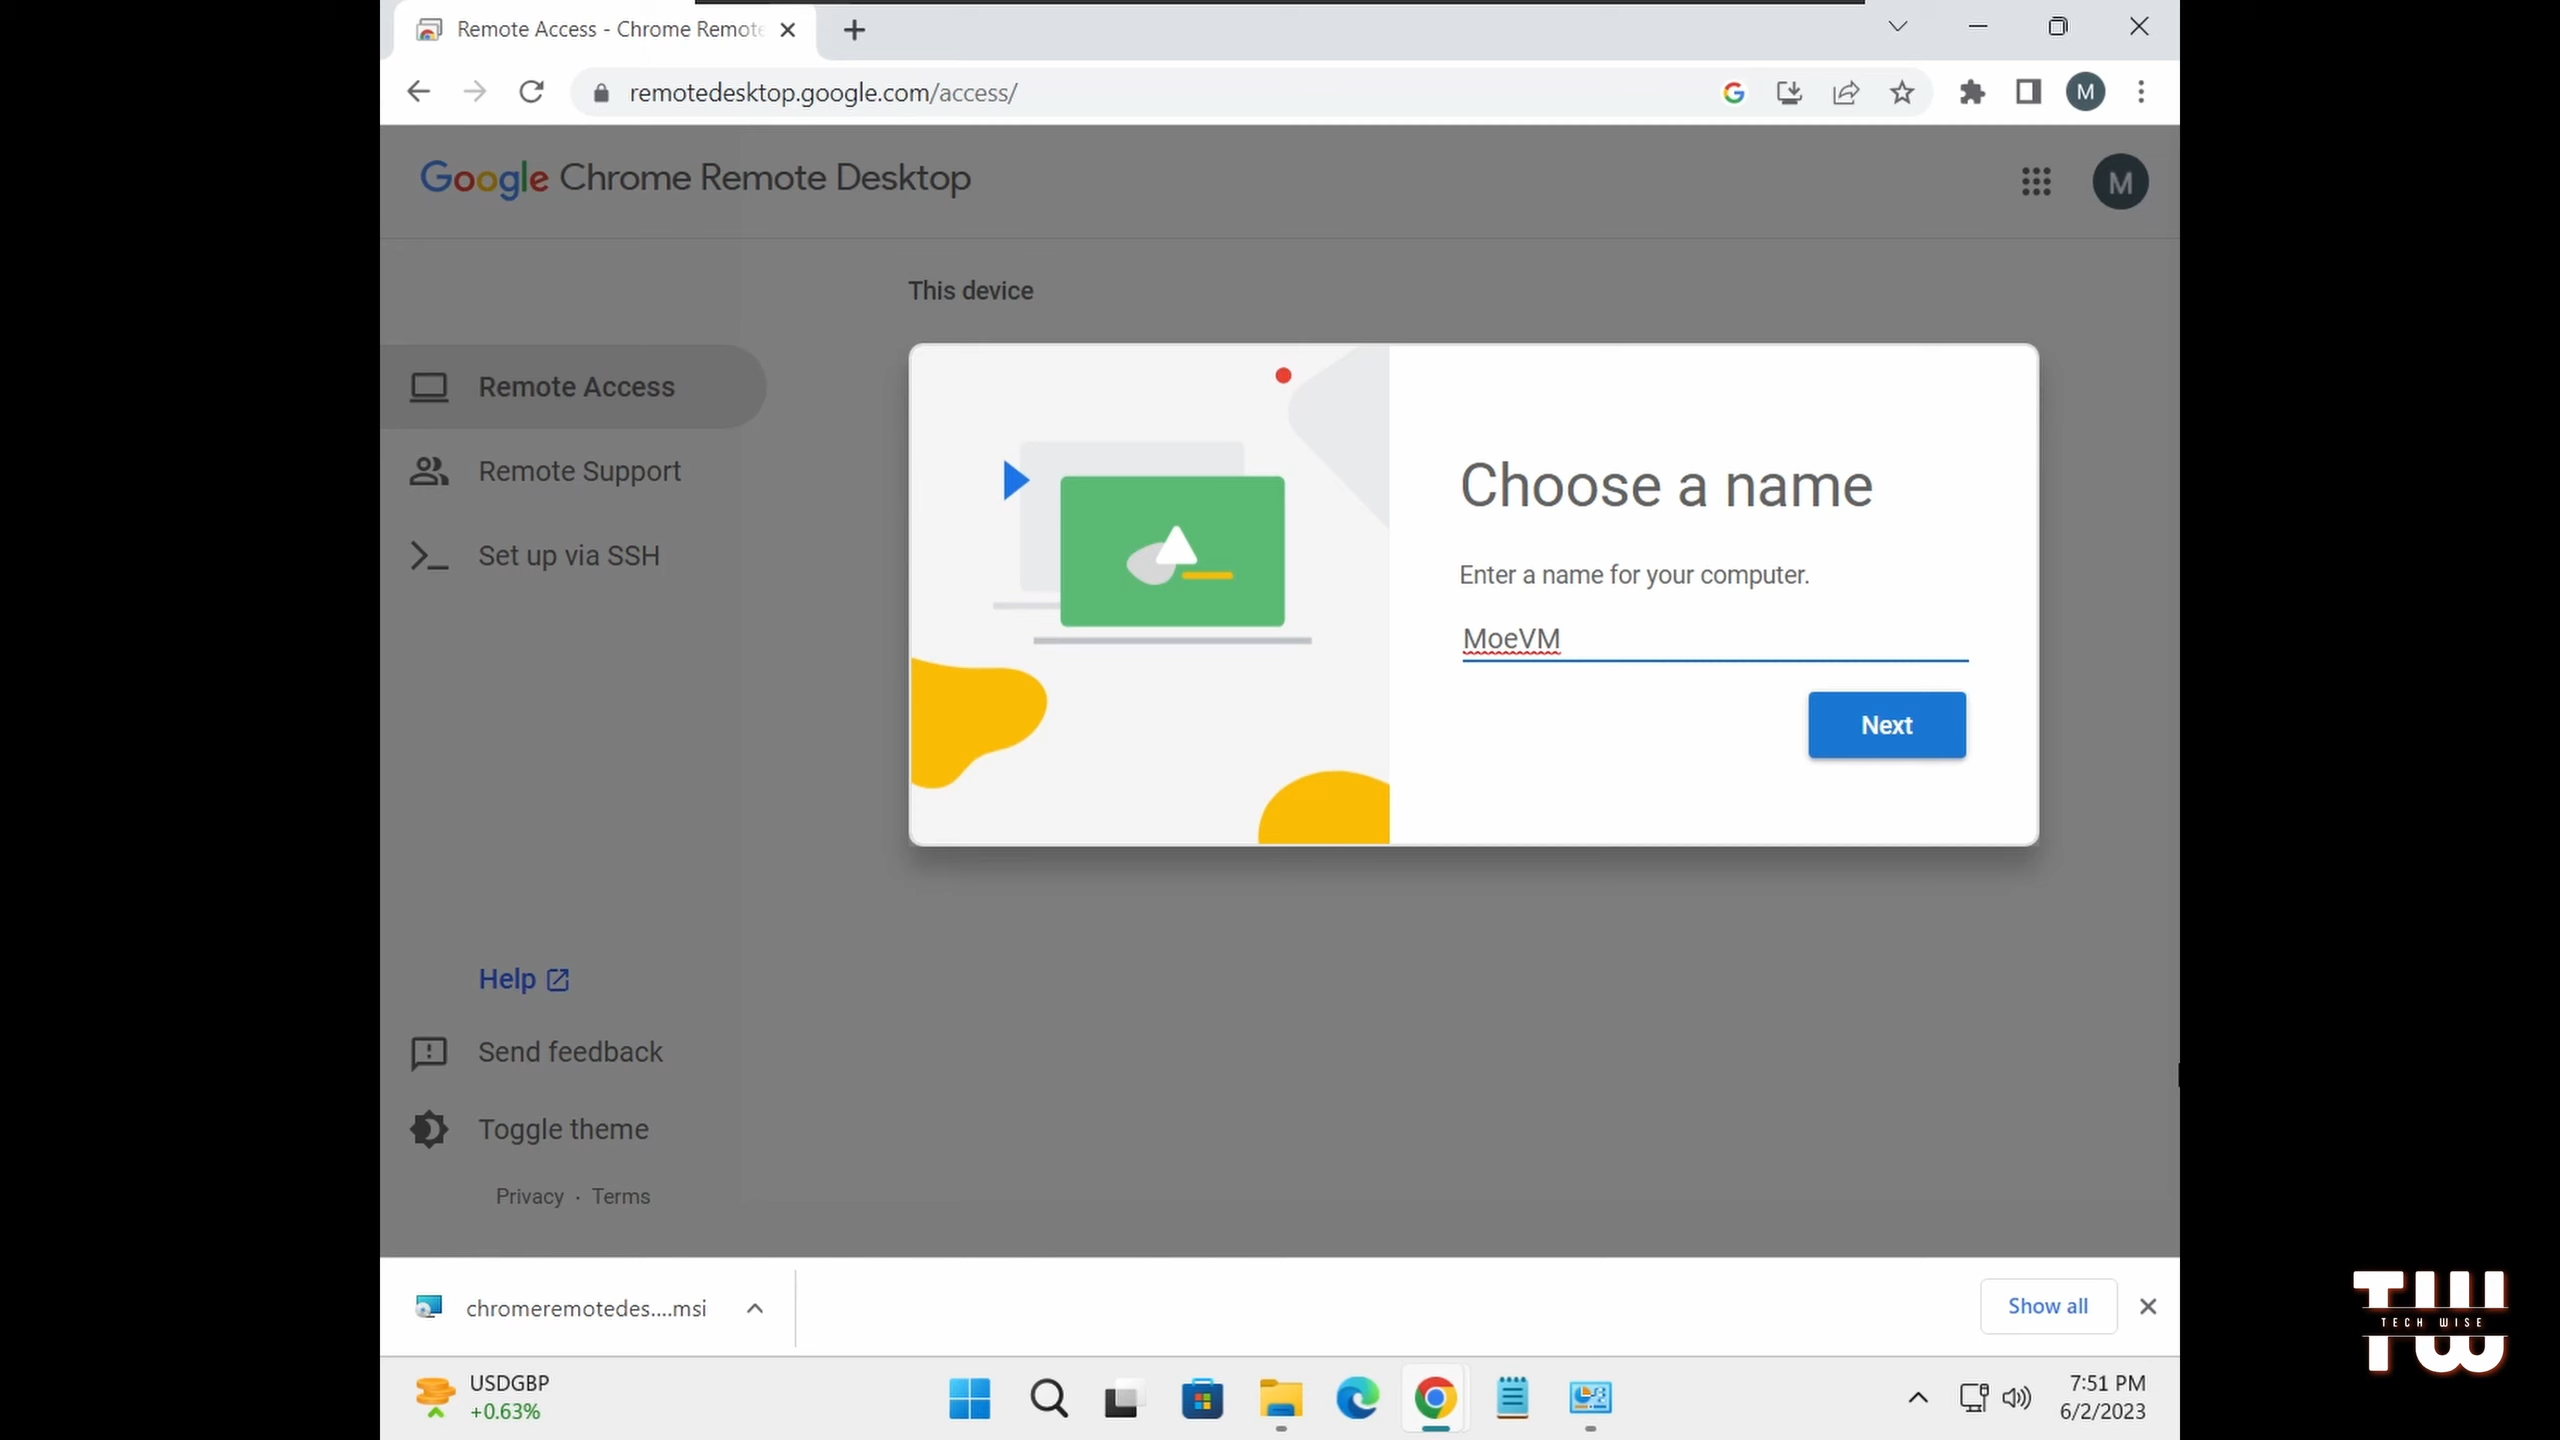 Remote Access - Chrome Remote
remotedesktop.google.com/access/
M
Google Chrome Remote Desktop
M
This device
Remote Access
Remote Support
Set up via SSH
Choose a name
Enter a name for your computer.
MoeVM
Next
Help
Send feedback
Toggle theme
Privacy · Terms
chromeremotedes....msi
Show all
TW
TECH WISE
USDGBP
+0.63%
7:51 PM
6/2/2023